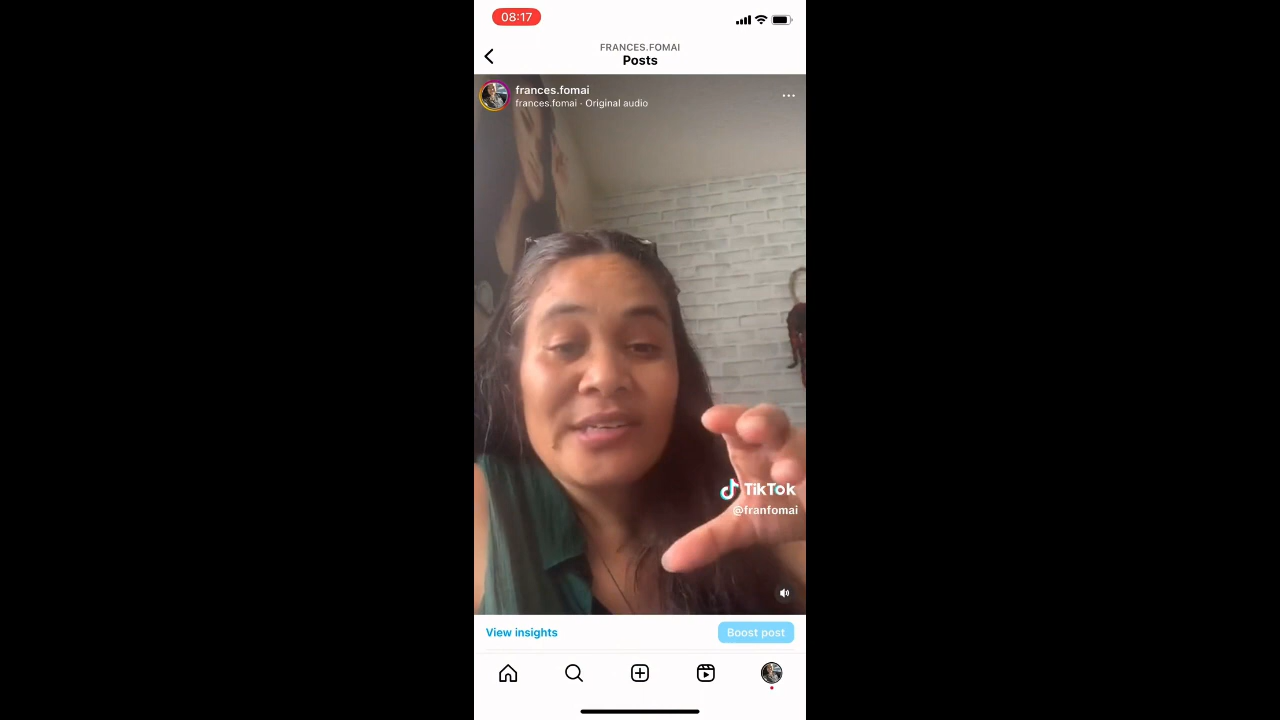 08:17
FRANCES.FOMAI
Posts
frances.fomai
frances.fomai · Original audio
TikTok
@franfomai
View insights
Boost post